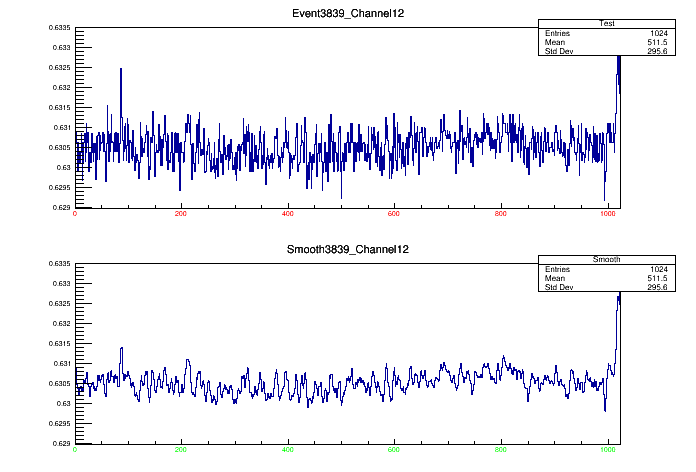 Event3839_Channel12
Test
Entries 1024
Mean 511.5
Std Dev 295.6
0.6335
0.633
0.6325
0.632
0.6315
0.631
0.6305
0.63
0.6295
0.629
0 200 400 600 800 1000
Smooth3839_Channel12
Smooth
Entries 1024
Mean 511.5
Std Dev 295.6
0.6335
0.633
0.6325
0.632
0.6315
0.631
0.6305
0.63
0.6295
0.629
0 200 400 600 800 1000